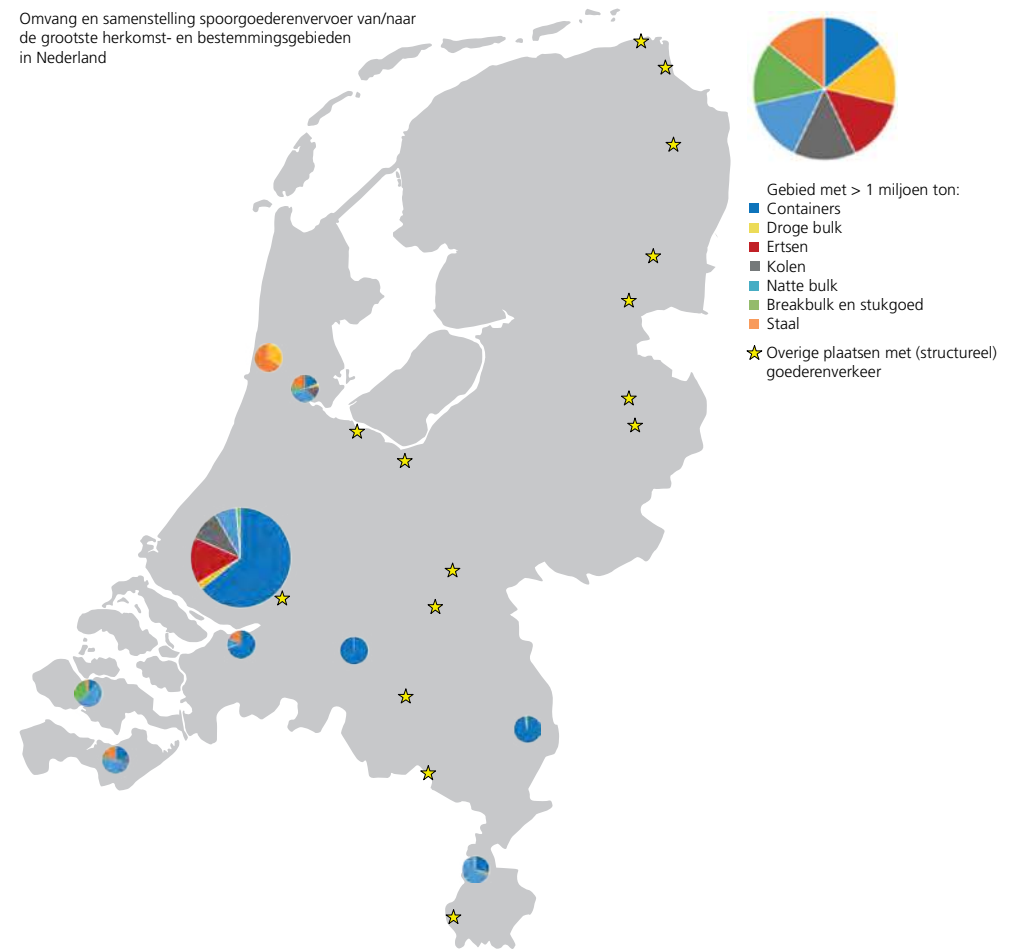 Omvang en samenstelling spoorgoederenvervoer van/naar
de grootste herkomst- en bestemmingsgebieden
in Nederland
Gebied met > 1 miljoen ton:
Containers
Droge bulk
Ertsen
Kolen
Natte bulk
Breakbulk en stukgoed
Staal
Overige plaatsen met (structureel)
goederenverkeer